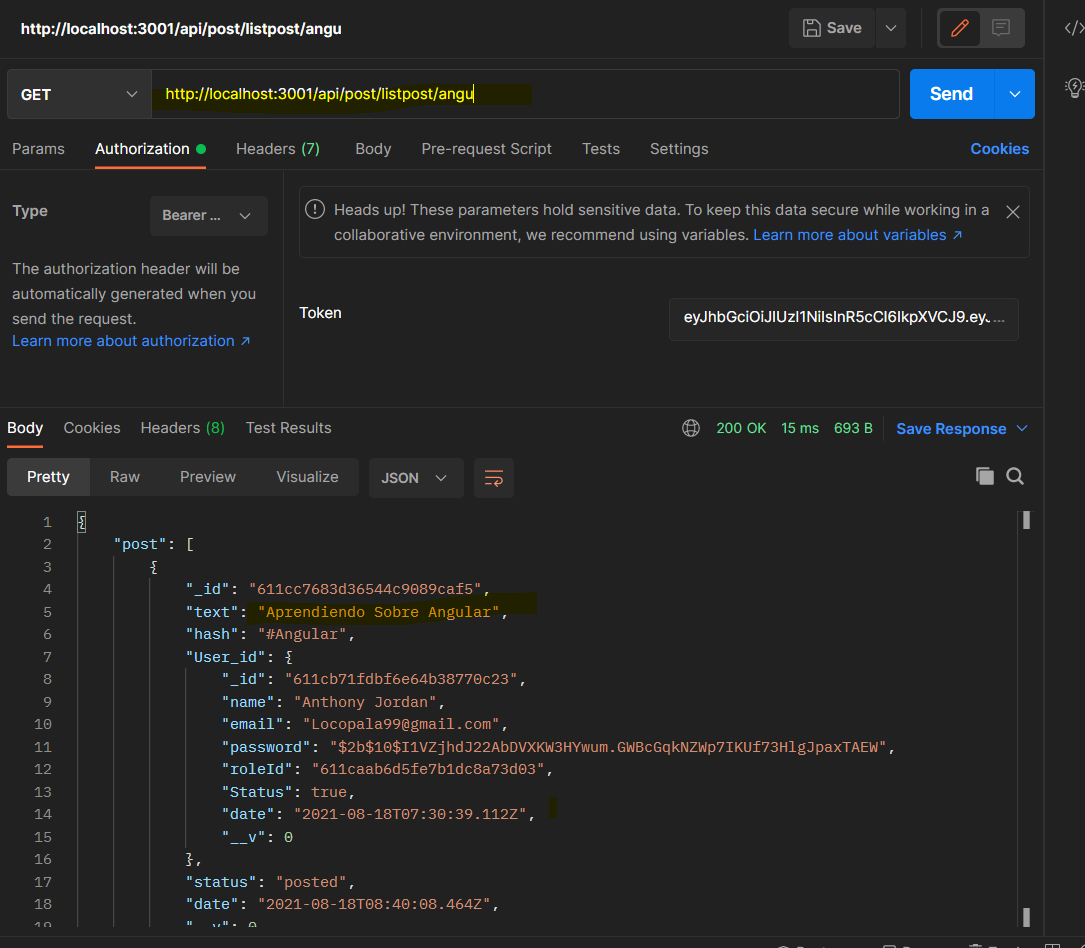 http://localhost:3001/api/post/listpost/angu
Save
GET http://localhost:3001/api/post/listpost/angu Send
Params Authorization Headers (7) Body Pre-request Script Tests Settings Cookies
Type Bearer ...
Heads up! These parameters hold sensitive data. To keep this data secure while working in a
collaborative environment, we recommend using variables. Learn more about variables ↗
The authorization header will be
automatically generated when you
send the request.
Learn more about authorization ↗
Token eyJhbGciOiJIUzI1NiIsInR5cCI6IkpXVCJ9.eyJ...
Body Cookies Headers (8) Test Results 200 OK 15 ms 693 B Save Response
Pretty Raw Preview Visualize JSON
1 {
2 "post": [
3 {
4 "_id": "611cc7683d36544c9089caf5",
5 "text": "Aprendiendo Sobre Angular",
6 "hash": "#Angular",
7 "User_id": {
8 "_id": "611cb71fdbf6e64b38770c23",
9 "name": "Anthony Jordan",
10 "email": "Locopala99@gmail.com",
11 "password": "$2b$10$I1VZjhdJ22AbDVXKW3HYwum.GWBcGqkNZWp7IKUf73HlgJpaxTAEW",
12 "roleId": "611caab6d5fe7b1dc8a73d03",
13 "Status": true,
14 "date": "2021-08-18T07:30:39.112Z",
15 "__v": 0
16 },
17 "status": "posted",
18 "date": "2021-08-18T08:40:08.464Z",
19 "__v": 0